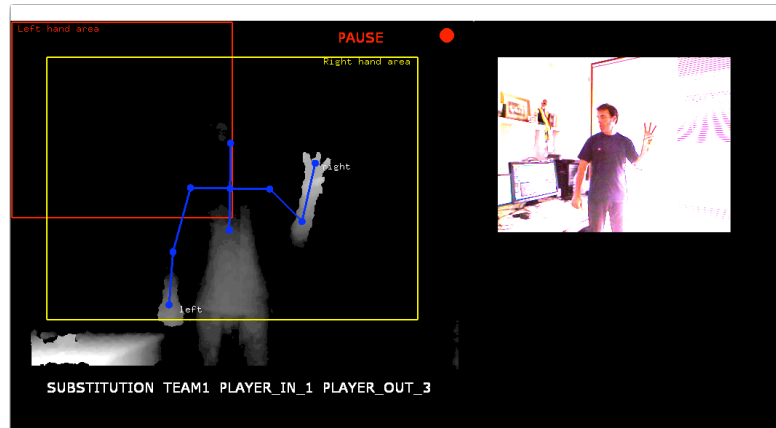 Left hand area
PAUSE
Right hand area
right
left
SUBSTITUTION TEAM1 PLAYER_IN_1 PLAYER_OUT_3